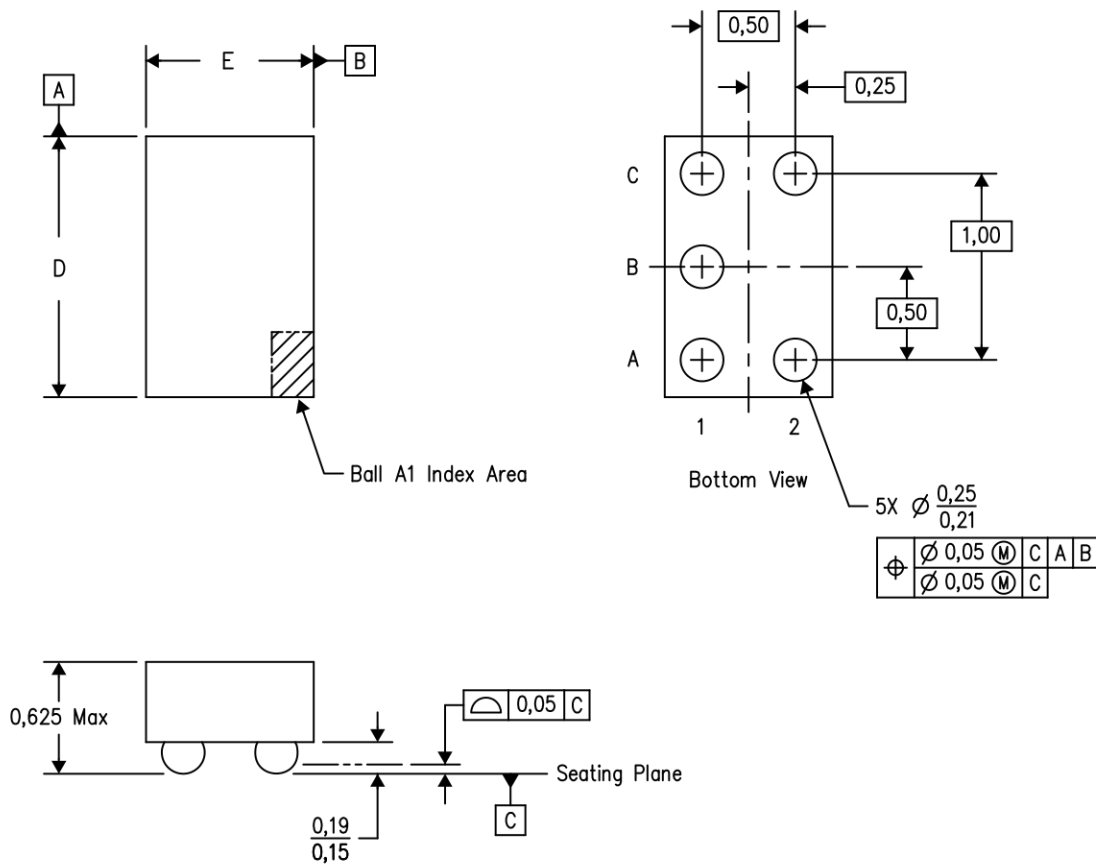 0,50
E
B
A
0,25
C
1,00
D
B
0,50
A
1
2
Ball A1 Index Area
Bottom View
5X Ø 0,25
0,21
⌖ Ø 0,05 Ⓜ C A B
Ø 0,05 Ⓜ C
0,625 Max
⌓ 0,05 C
Seating Plane
C
0,19
0,15